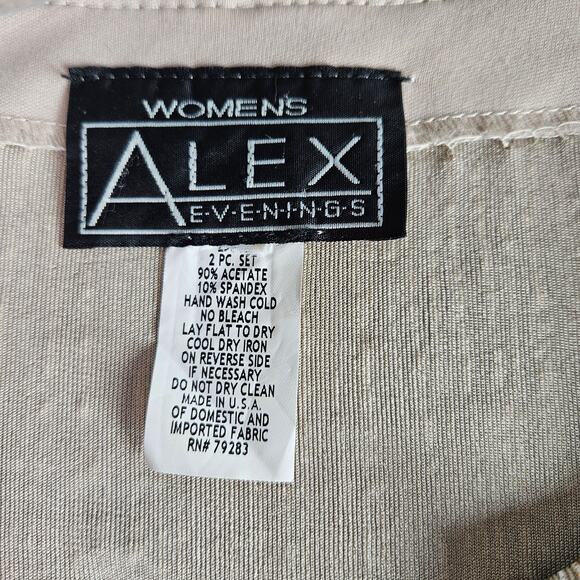 WOMEN'S
ALEX
E·V·E·N·I·N·G·S
2 PC. SET
90% ACETATE
10% SPANDEX
HAND WASH COLD
NO BLEACH
LAY FLAT TO DRY
COOL DRY IRON
ON REVERSE SIDE
IF NECESSARY
DO NOT DRY CLEAN
MADE IN U.S.A.
OF DOMESTIC AND
IMPORTED FABRIC
RN# 79283